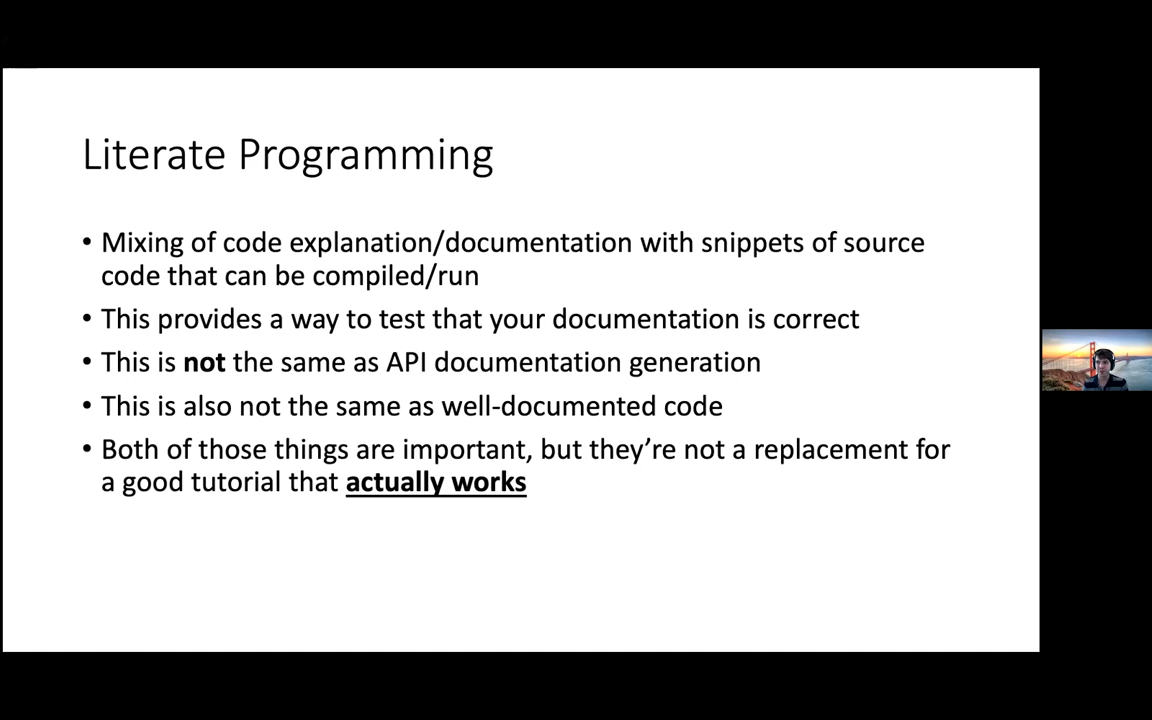 Literate Programming
• Mixing of code explanation/documentation with snippets of source
code that can be compiled/run
• This provides a way to test that your documentation is correct
• This is not the same as API documentation generation
• This is also not the same as well-documented code
• Both of those things are important, but they’re not a replacement for
a good tutorial that actually works